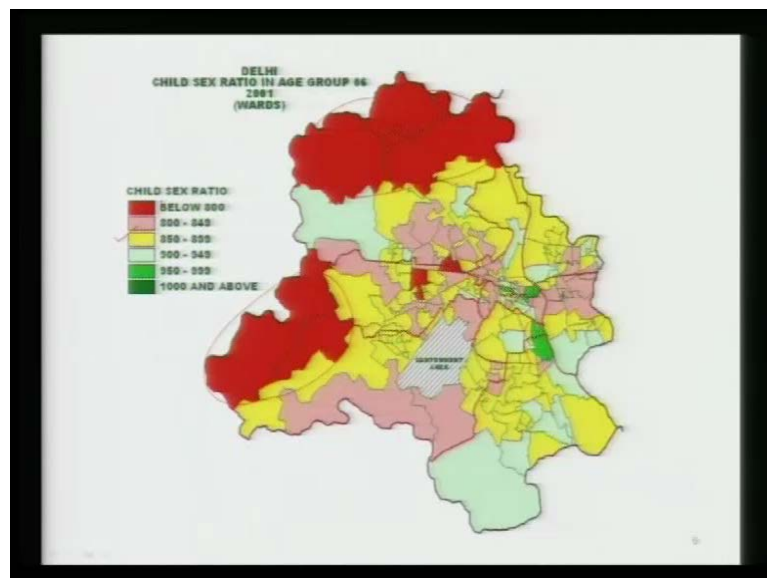 DELHI
CHILD SEX RATIO IN AGE GROUP 06
2001
(WARDS)
CHILD SEX RATIO
BELOW 800
800 - 849
850 - 899
900 - 949
950 - 999
1000 AND ABOVE
CANTONMENT
AREA